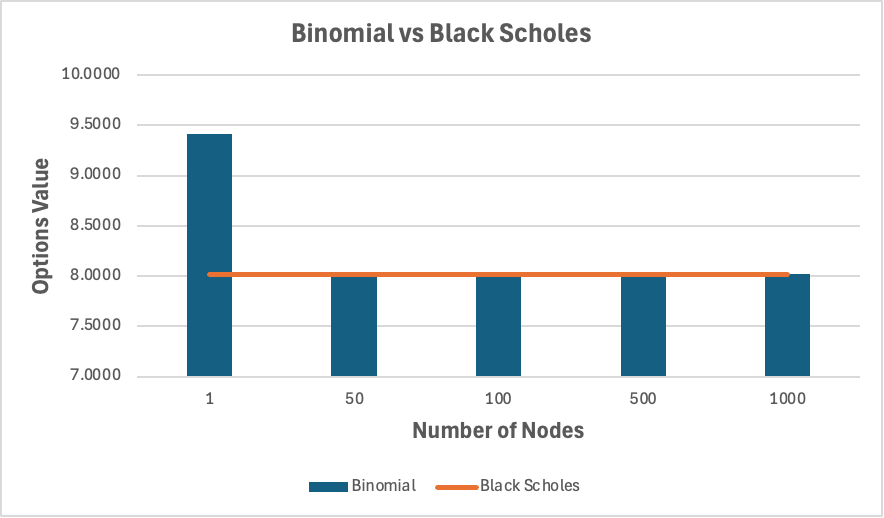 Binomial vs Black Scholes
10.0000
9.5000
9.0000
8.5000
8.0000
7.5000
7.0000
Options Value
1 50 100 500 1000
Number of Nodes
Binomial Black Scholes